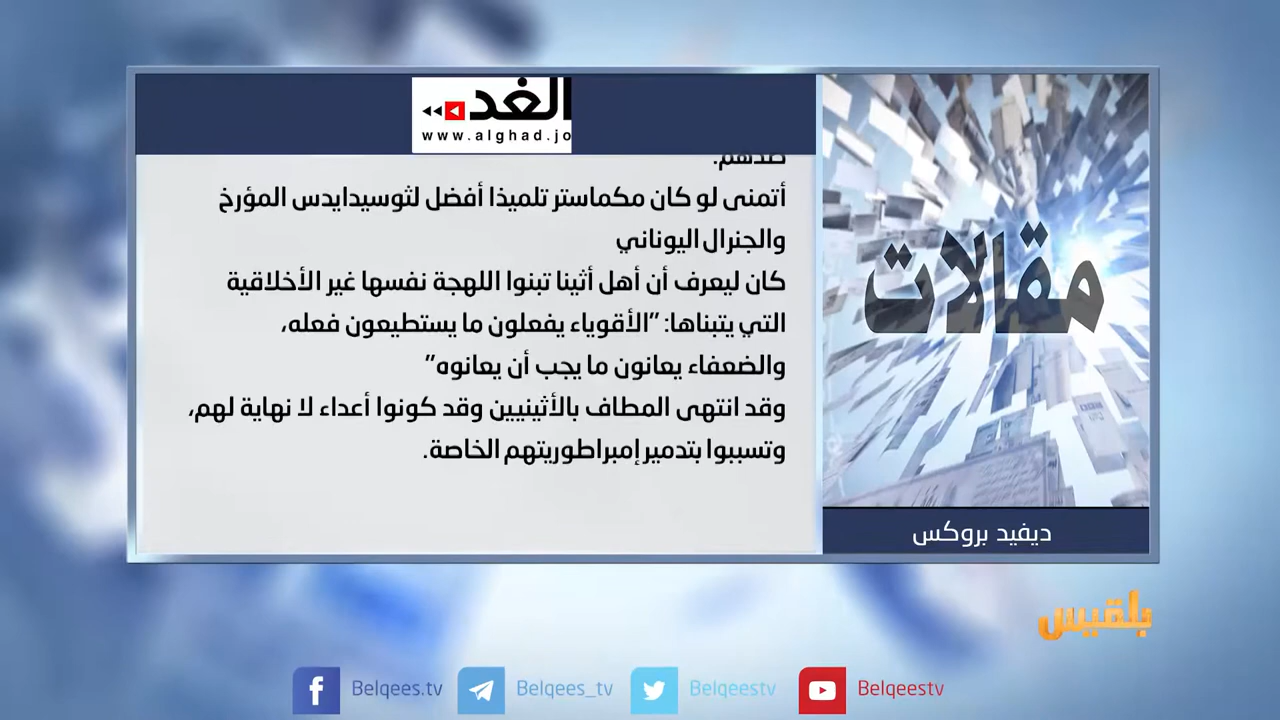 الغد
www.alghad.jo
ضدهم.
أتمنى لو كان مكماستر تلميذا أفضل لثوسيدايدس المؤرخ
والجنرال اليوناني
كان ليعرف أن أهل أثينا تبنوا اللهجة نفسها غير الأخلاقية
التي يتبناها: "الأقوياء يفعلون ما يستطيعون فعله،
والضعفاء يعانون ما يجب أن يعانوه"
وقد انتهى المطاف بالأثينيين وقد كونوا أعداء لا نهاية لهم،
وتسببوا بتدمير إمبراطوريتهم الخاصة.
مقالات
ديفيد بروكس
بلقيس
Belqees.tv
Belqees_tv
Belqeestv
Belqeestv